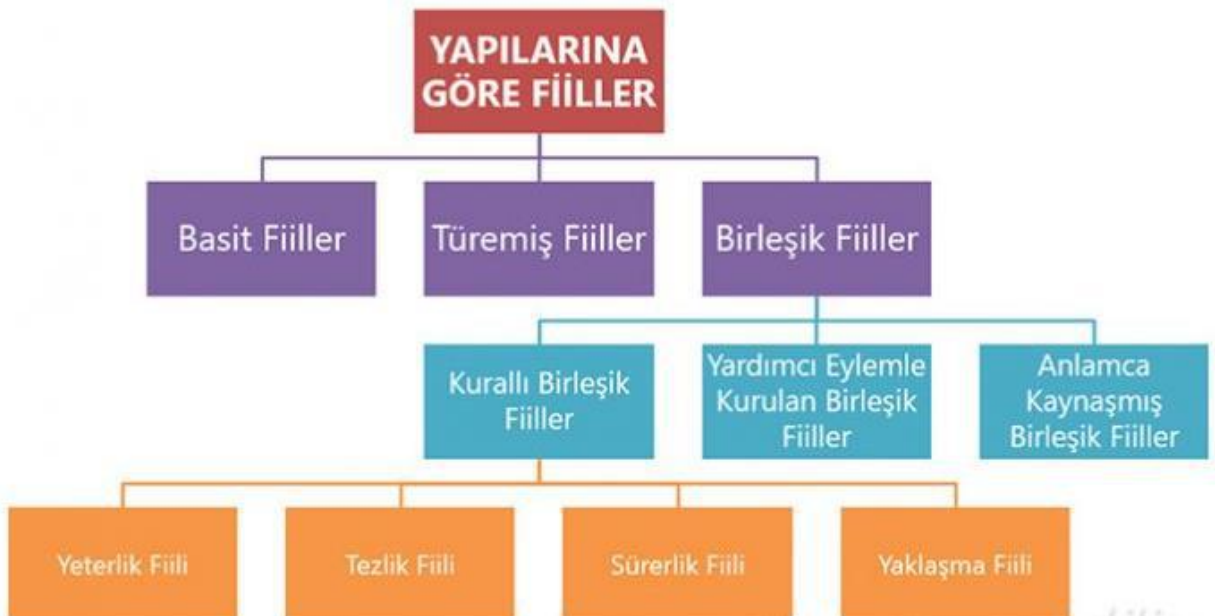 YAPILARINA
GÖRE FİİLLER
Basit Fiiller
Türemiş Fiiller
Birleşik Fiiller
Kurallı Birleşik
Fiiller
Yardımcı Eylemle
Kurulan Birleşik
Fiiller
Anlamca
Kaynaşmış
Birleşik Fiiller
Yeterlik Fiili
Tezlik Fiili
Sürerlik Fiili
Yaklaşma Fiili